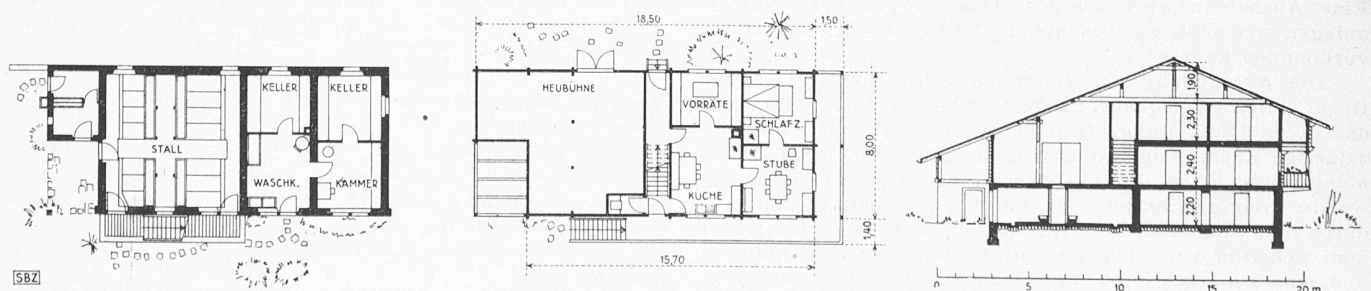 18,50
1,50
KELLER
KELLER
STALL
WASCHK.
KAMMER
SBZ
HEUBÜHNE
VORRÄTE
SCHLAFZ.
STUBE
KÜCHE
8,00
1,40
15,70
1,90
2,30
2,40
2,20
0
5
10
15
20 m